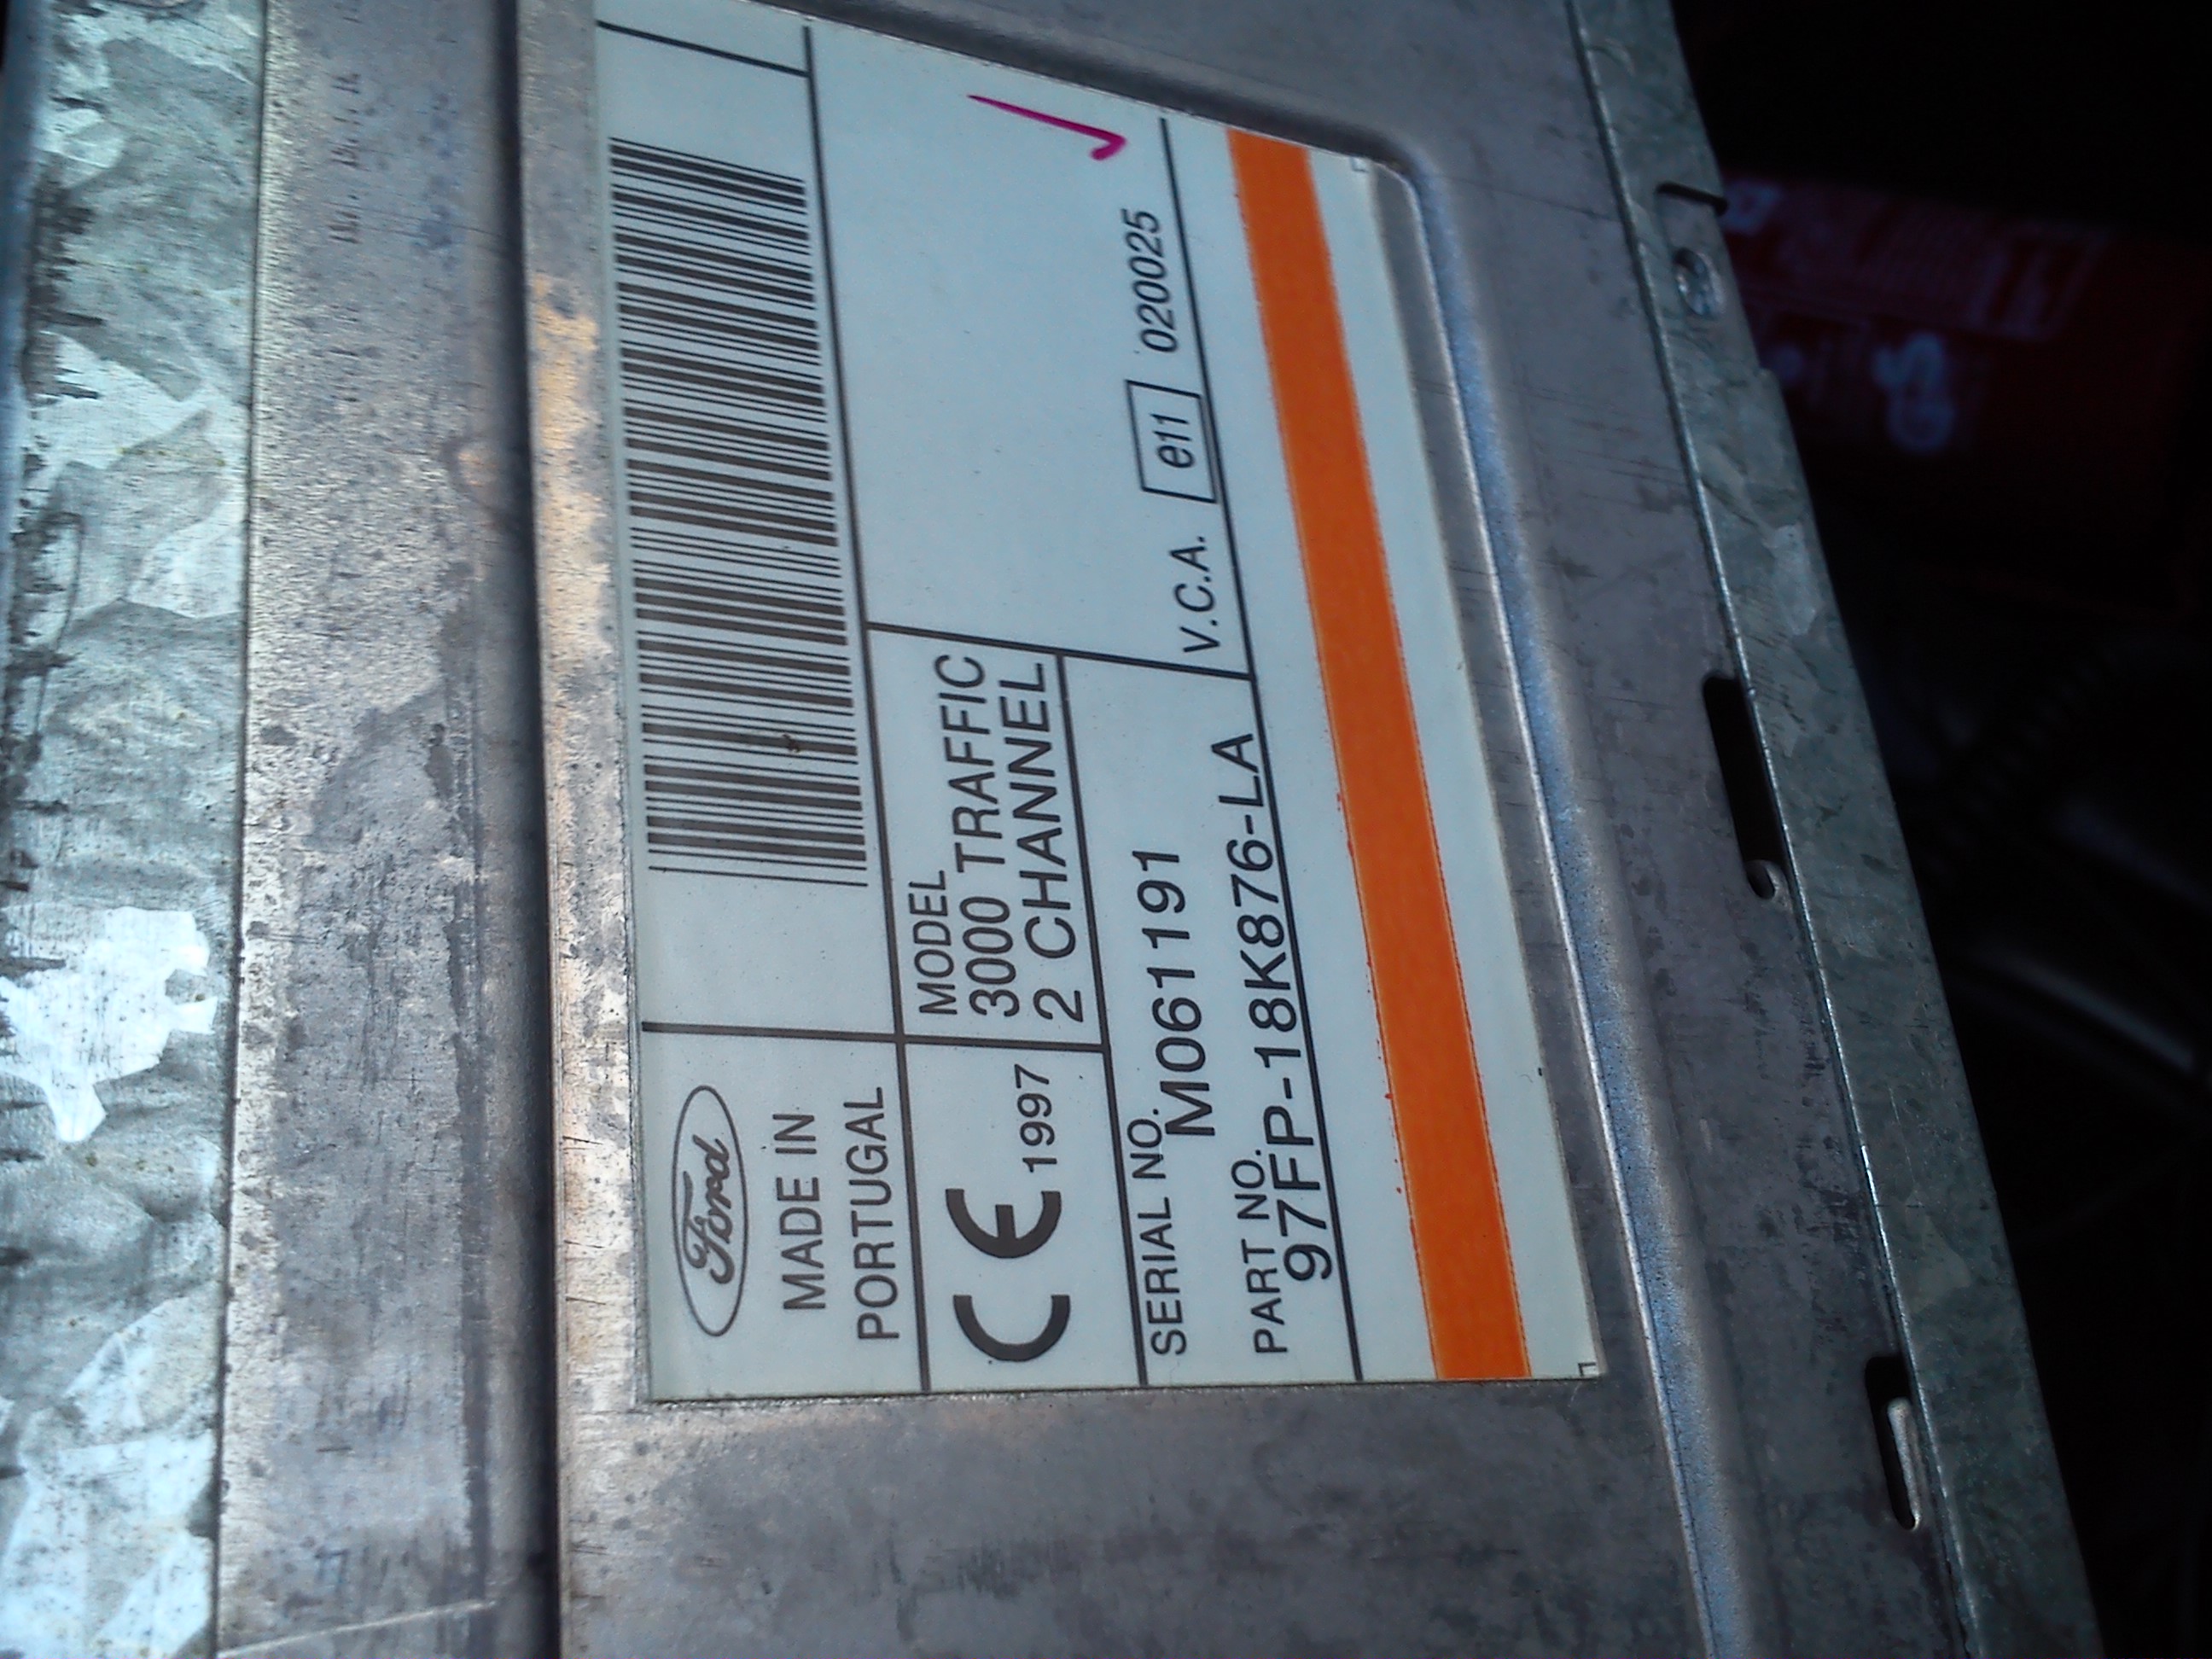 Ford
MADE IN
PORTUGAL
CE 1997
MODEL
3000 TRAFFIC
2 CHANNEL
SERIAL NO.
M061191
V.C.A. e11 020025
PART NO.
97FP-18K876-LA